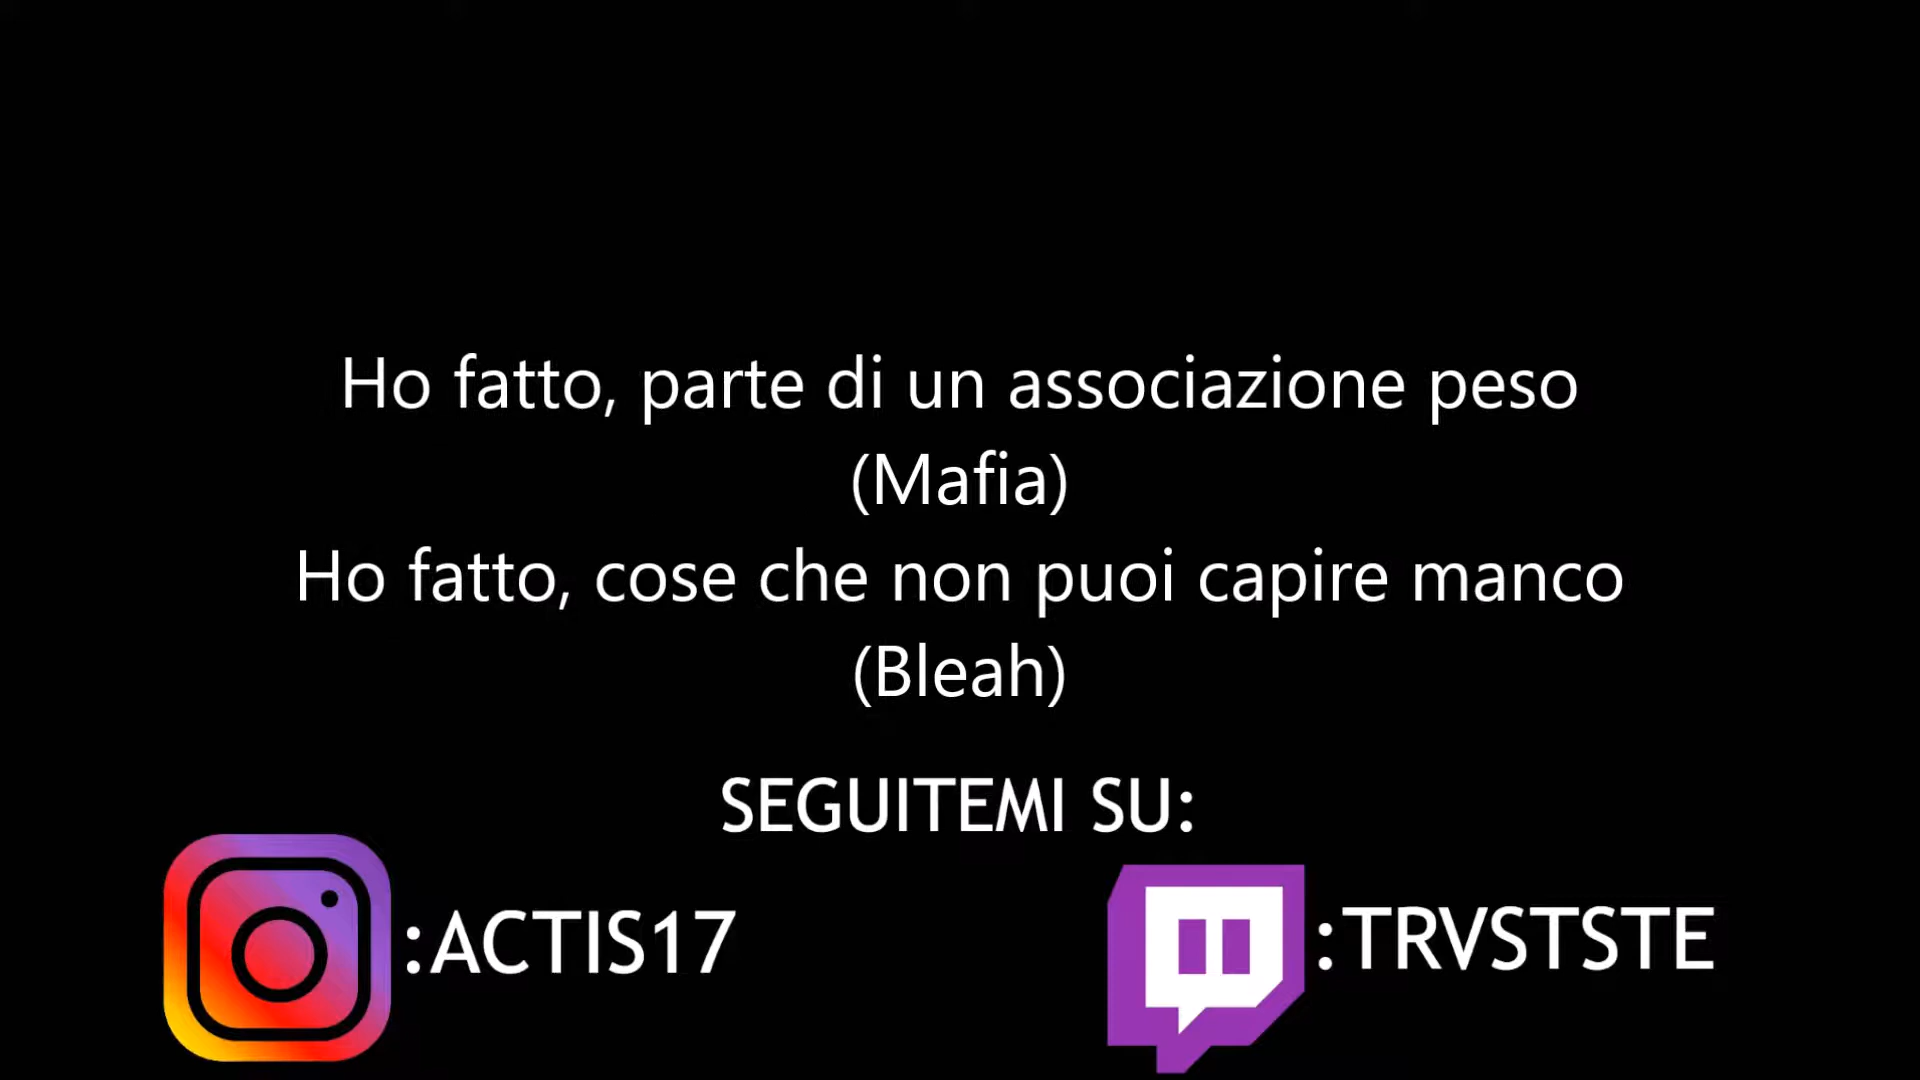 Ho fatto, parte di un associazione peso
(Mafia)
Ho fatto, cose che non puoi capire manco
(Bleah)
SEGUITEMI SU:
:ACTIS17
:TRVSTSTE